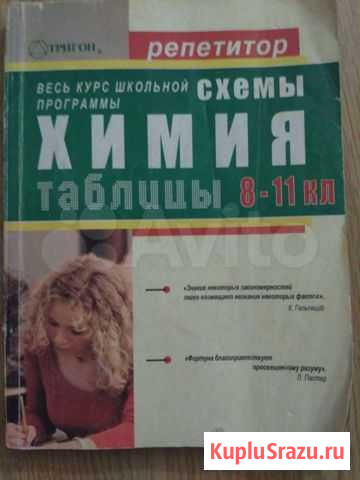 ТРИГОН
репетитор
ВЕСЬ КУРС ШКОЛЬНОЙ
ПРОГРАММЫ
схемы
ХИМИЯ
таблицы 8-11 кл
Avito
«Знание некоторых закономерностей
легко возмещает незнание некоторых фактов».
К. Гельвеций
«Фортуна благоприятствует
просвещенному разуму».
Л. Пастер
KupluSrazu.ru